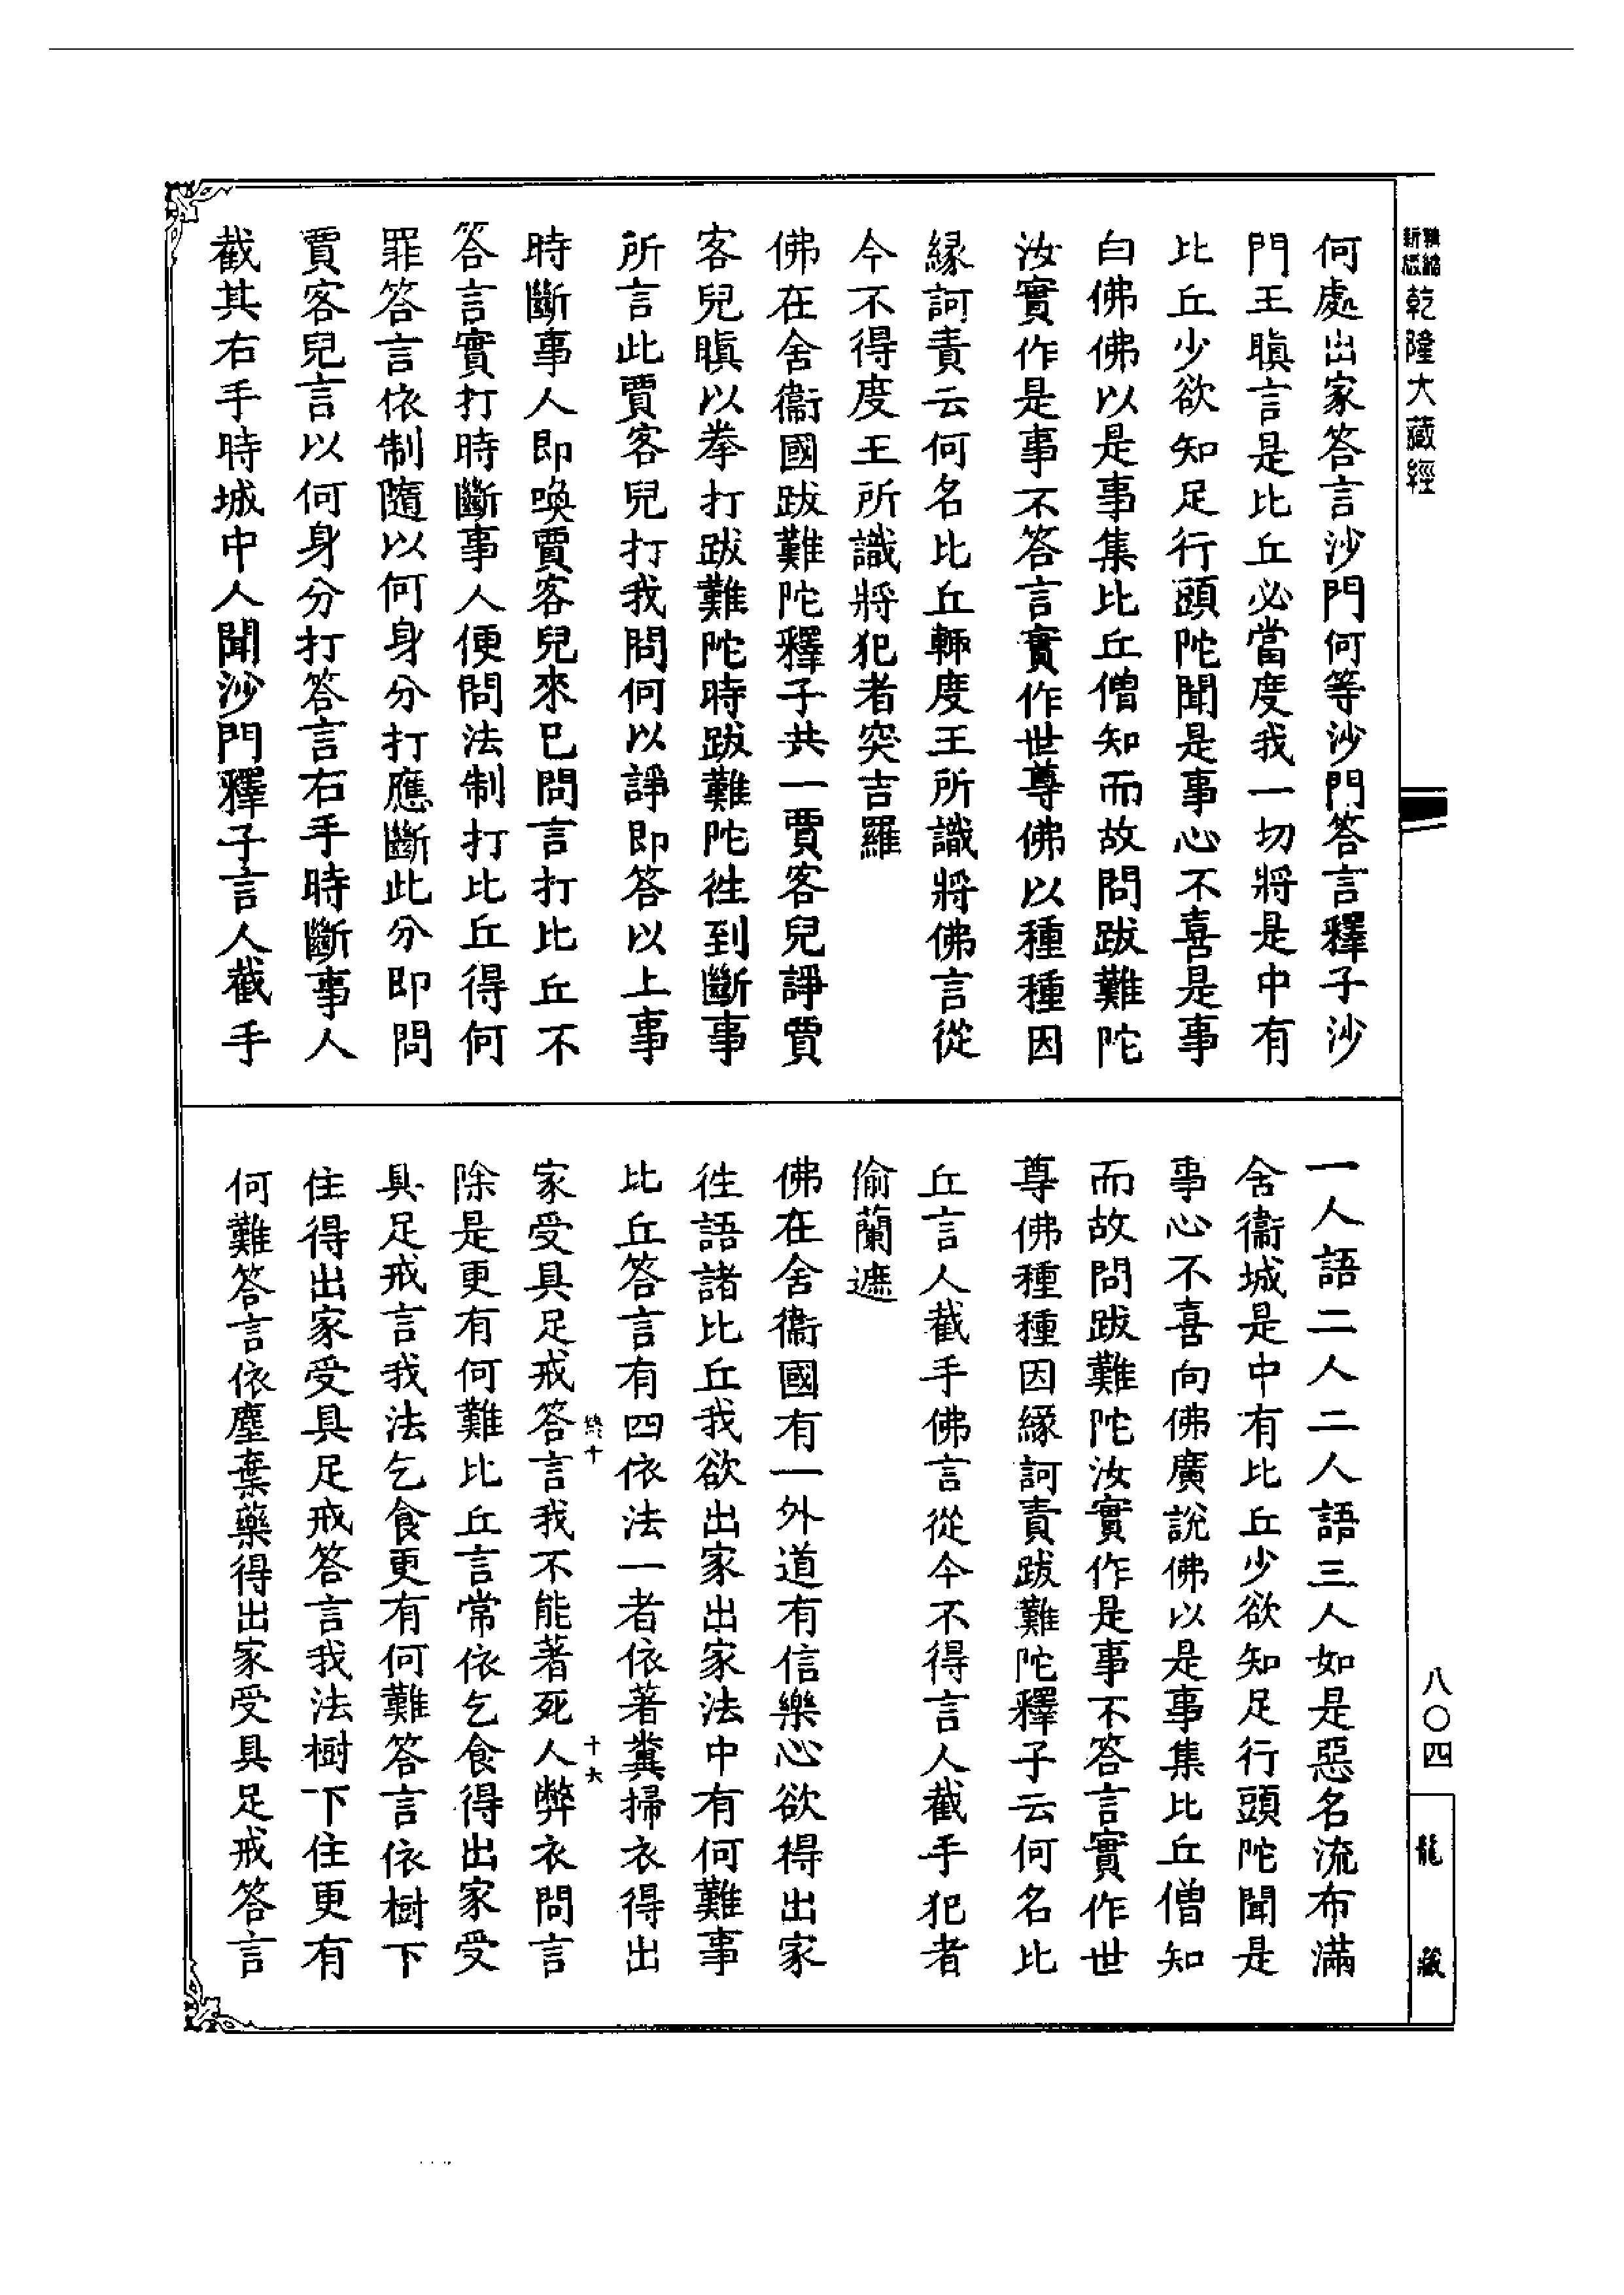 乾隆大藏經
何處出家答言沙門何等沙門答言釋子沙
門王瞋言是比丘必當度我一切將是中有
比丘少欲知足行頭陀聞是事心不喜是事
白佛佛以是事集比丘僧知而故問跋難陀
汝實作是事不答言實作世尊佛以種種因
緣訶責云何名比丘輙度王所識將佛言從
今不得度王所識將犯者突吉羅
佛在舍衞國跋難陀釋子共一賈客兒諍賈
客兒瞋以拳打跋難陀時跋難陀徃到斷事
所言此賈客兒打我問何以諍即答以上事
時斷事人即喚賈客兒來已問言打比丘不
答言實打時斷事人便問法制打比丘得何
罪答言依制隨以何身分打應斷此分即問
賈客兒言以何身分打答言右手時斷事人
截其右手時城中人聞沙門釋子言人截手
一人語二人二人語三人如是惡名流布滿
舍衞城是中有比丘少欲知足行頭陀聞是
事心不喜向佛廣說佛以是事集比丘僧知
而故問跋難陀汝實作是事不答言實作世
尊佛種種因緣訶責跋難陀釋子云何名比
丘言人截手佛言從今不得言人截手犯者
偷蘭遮
佛在舍衞國有一外道有信樂心欲得出家
徃語諸比丘我欲出家出家法中有何難事
比丘答言有四依法一者依著糞掃衣得出
家受具足戒答言我不能著死人弊衣問言
除是更有何難比丘言常依乞食得出家受
具足戒言我法乞食更有何難答言依樹下
住得出家受具足戒答言我法樹下住更有
何難答言依塵棄藥得出家受具足戒答言
十六
八〇四
龍藏